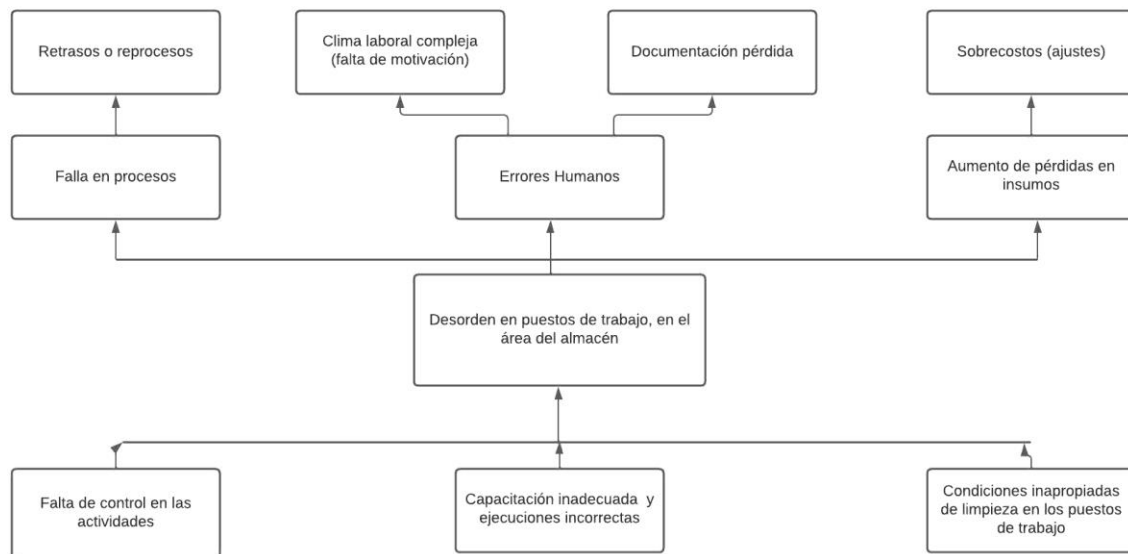 Retrasos o reprocesos
Clima laboral compleja
(falta de motivación)
Documentación pérdida
Sobrecostos (ajustes)
Falla en procesos
Errores Humanos
Aumento de pérdidas en
insumos
Desorden en puestos de trabajo, en el
área del almacén
Falta de control en las
actividades
Capacitación inadecuada y
ejecuciones incorrectas
Condiciones inapropiadas
de limpieza en los puestos
de trabajo